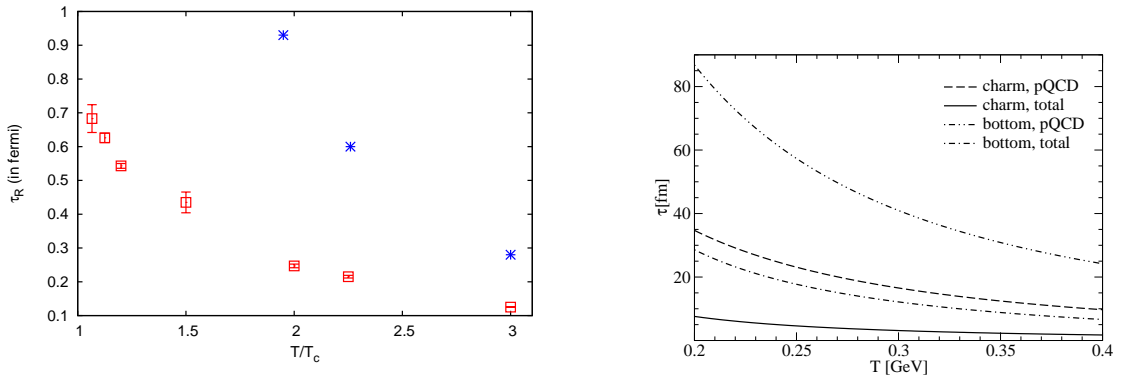 1
0.9
0.8
0.7
0.6
0.5
0.4
0.3
0.2
0.1
τR (in fermi)
1 1.5 2 2.5 3
T/Tc
80
60
40
20
τ[fm]
charm, pQCD
charm, total
bottom, pQCD
bottom, total
0.2 0.25 0.3 0.35 0.4
T [GeV]